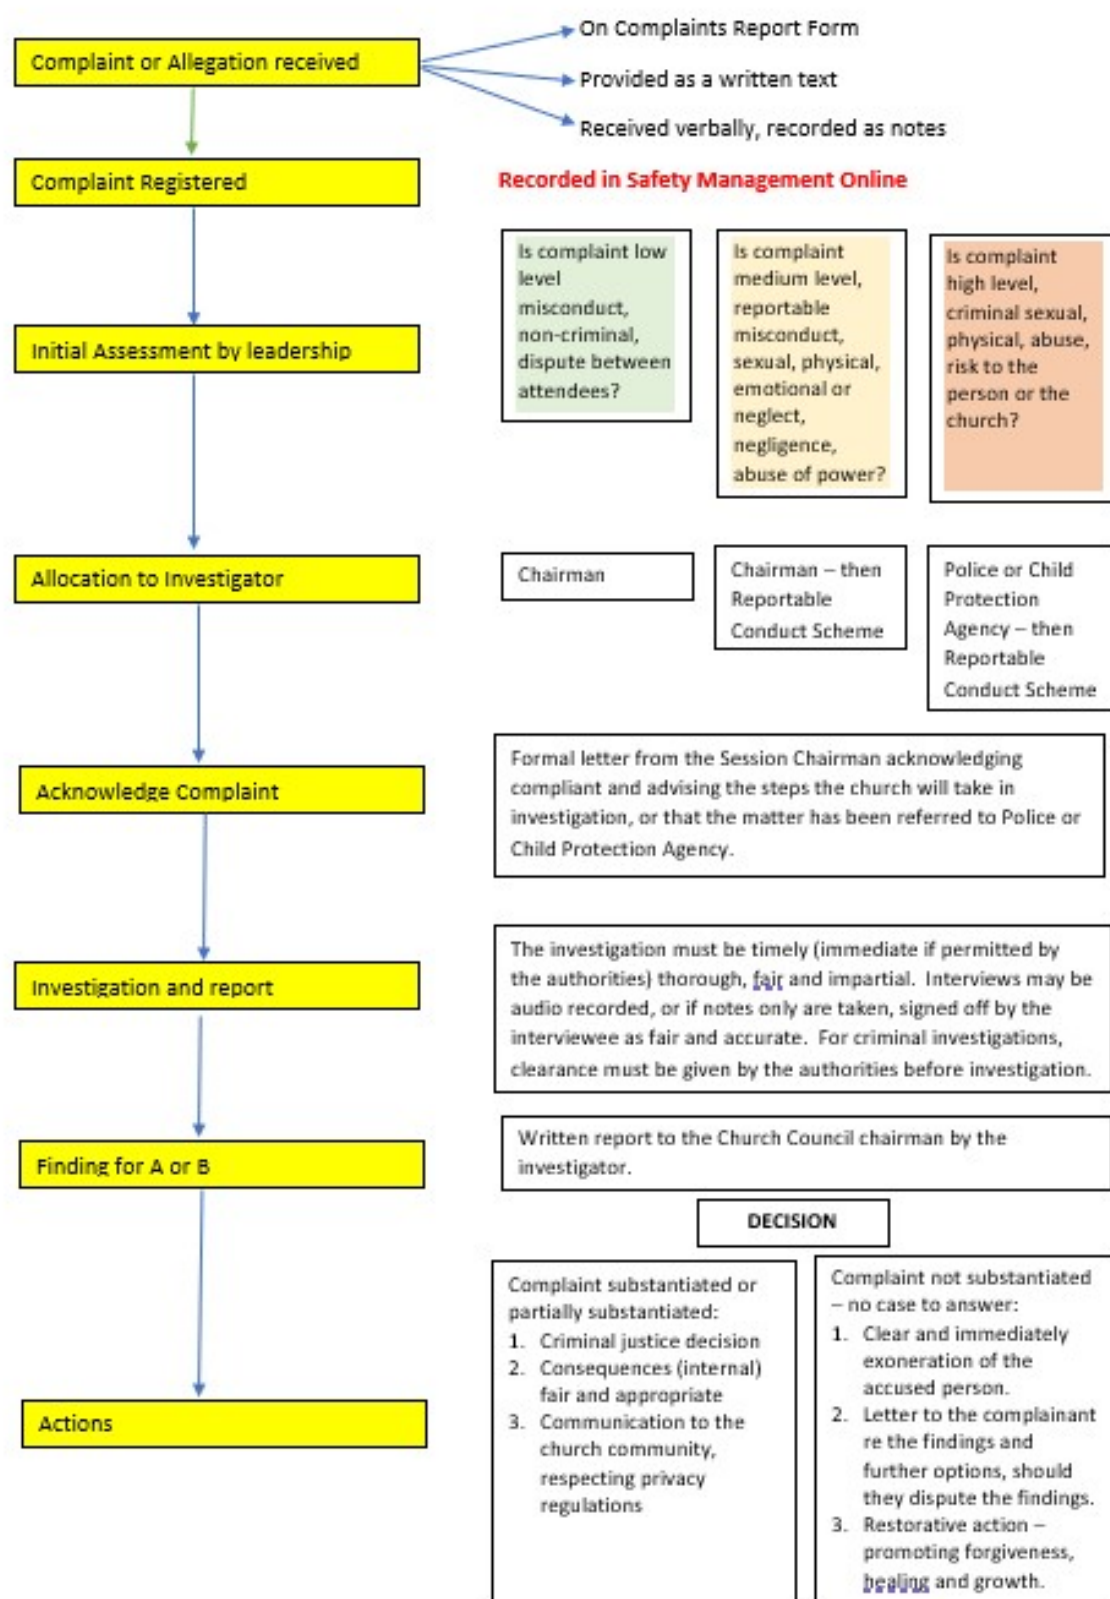 Complaint or Allegation received
On Complaints Report Form
Provided as a written text
Received verbally, recorded as notes
Complaint Registered
Recorded in Safety Management Online
Initial Assessment by leadership
Is complaint low
level
misconduct,
non-criminal,
dispute between
attendees?
Is complaint
medium level,
reportable
misconduct,
sexual, physical,
emotional or
neglect,
negligence,
abuse of power?
Is complaint
high level,
criminal sexual,
physical, abuse,
risk to the
person or the
church?
Allocation to Investigator
Chairman
Chairman – then
Reportable
Conduct Scheme
Police or Child
Protection
Agency – then
Reportable
Conduct Scheme
Acknowledge Complaint
Formal letter from the Session Chairman acknowledging
compliant and advising the steps the church will take in
investigation, or that the matter has been referred to Police or
Child Protection Agency.
Investigation and report
The investigation must be timely (immediate if permitted by
the authorities) thorough, fair and impartial. Interviews may be
audio recorded, or if notes only are taken, signed off by the
interviewee as fair and accurate. For criminal investigations,
clearance must be given by the authorities before investigation.
Finding for A or B
Written report to the Church Council chairman by the
investigator.
DECISION
Actions
Complaint substantiated or
partially substantiated:
1. Criminal justice decision
2. Consequences (internal)
fair and appropriate
3. Communication to the
church community,
respecting privacy
regulations
Complaint not substantiated
– no case to answer:
1. Clear and immediately
exoneration of the
accused person.
2. Letter to the complainant
re the findings and
further options, should
they dispute the findings.
3. Restorative action –
promoting forgiveness,
healing and growth.